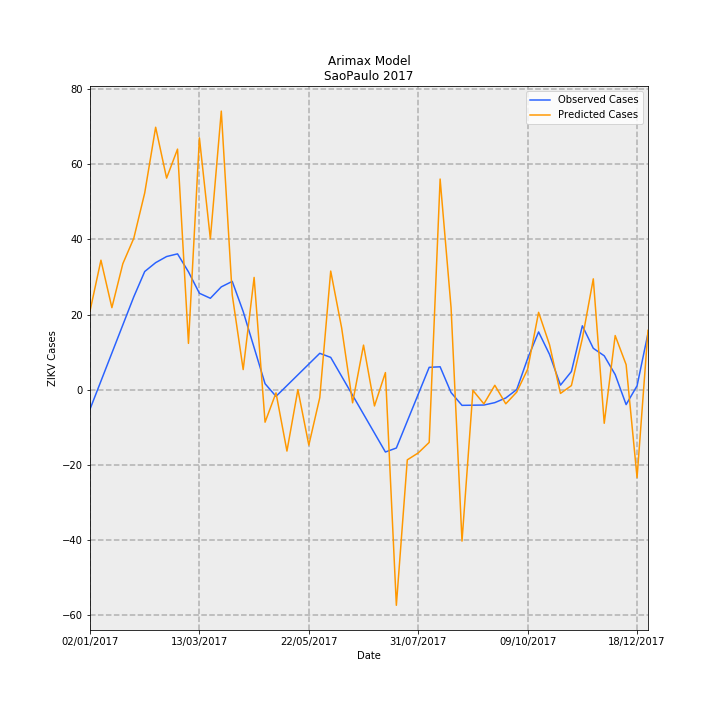 Arimax Model
SaoPaulo 2017
Observed Cases
Predicted Cases
80
60
40
20
0
−20
−40
−60
ZIKV Cases
02/01/2017
13/03/2017
22/05/2017
31/07/2017
09/10/2017
18/12/2017
Date